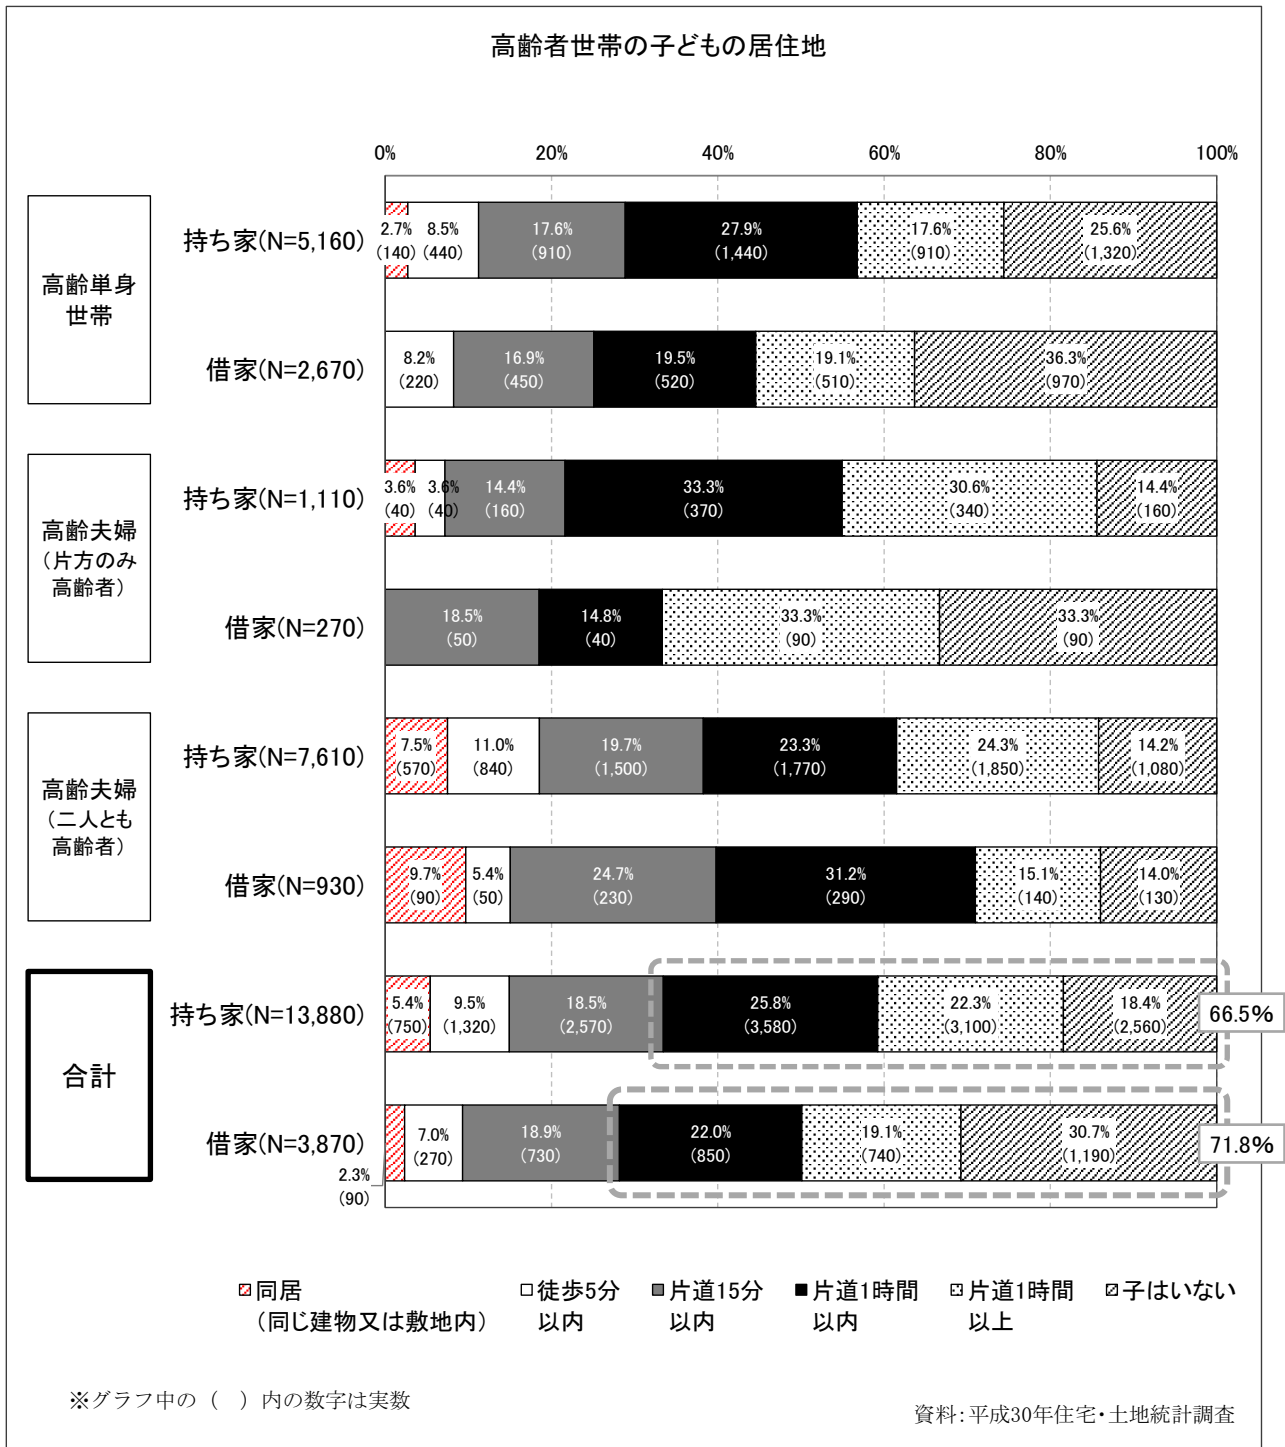 高齢者世帯の子どもの居住地
0% 20% 40% 60% 80% 100%
高齢単身
世帯
持ち家(N=5,160)
2.7% 8.5% 17.6% 27.9% 17.6% 25.6%
(140) (440) (910) (1,440) (910) (1,320)
借家(N=2,670)
8.2% 16.9% 19.5% 19.1% 36.3%
(220) (450) (520) (510) (970)
高齢夫婦
(片方のみ
高齢者)
持ち家(N=1,110)
3.6% 3.6% 14.4% 33.3% 30.6% 14.4%
(40) (40) (160) (370) (340) (160)
借家(N=270)
18.5% 14.8% 33.3% 33.3%
(50) (40) (90) (90)
高齢夫婦
(二人とも
高齢者)
持ち家(N=7,610)
7.5% 11.0% 19.7% 23.3% 24.3% 14.2%
(570) (840) (1,500) (1,770) (1,850) (1,080)
借家(N=930)
9.7% 5.4% 24.7% 31.2% 15.1% 14.0%
(90) (50) (230) (290) (140) (130)
合計
持ち家(N=13,880)
5.4% 9.5% 18.5% 25.8% 22.3% 18.4%
(750) (1,320) (2,570) (3,580) (3,100) (2,560)
66.5%
借家(N=3,870)
7.0% 18.9% 22.0% 19.1% 30.7%
(270) (730) (850) (740) (1,190)
71.8%
2.3%
(90)
同居 徒歩5分 片道15分 片道1時間 片道1時間 子はいない
(同じ建物又は敷地内) 以内 以内 以内 以上
※グラフ中の( )内の数字は実数
資料:平成30年住宅・土地統計調査